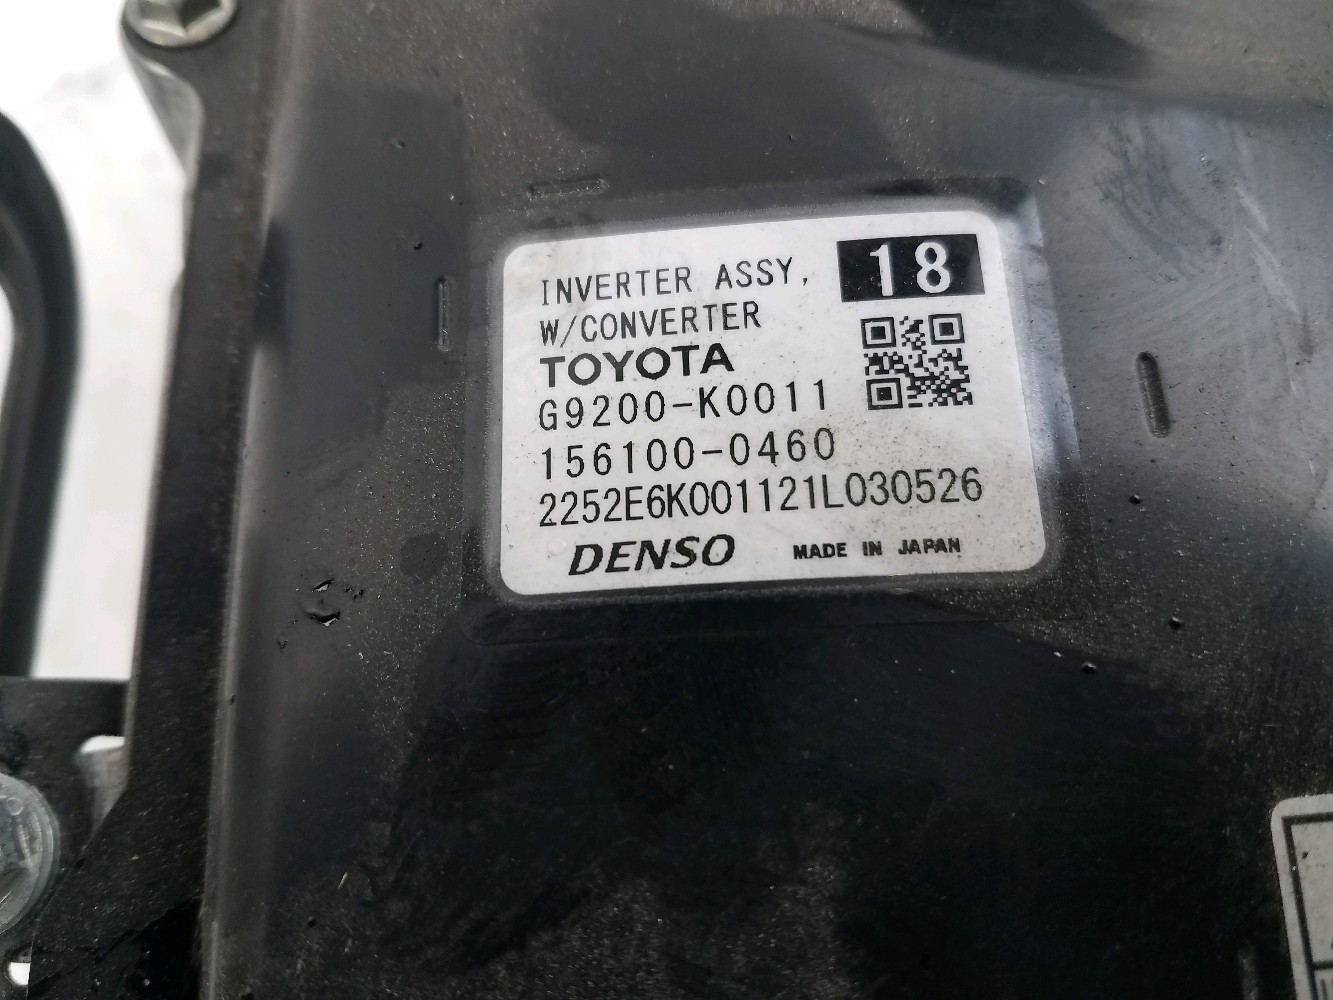 INVERTER ASSY,
18
W/CONVERTER
TOYOTA
G9200-K0011
156100-0460
2252E6K001121L030526
DENSO MADE IN JAPAN